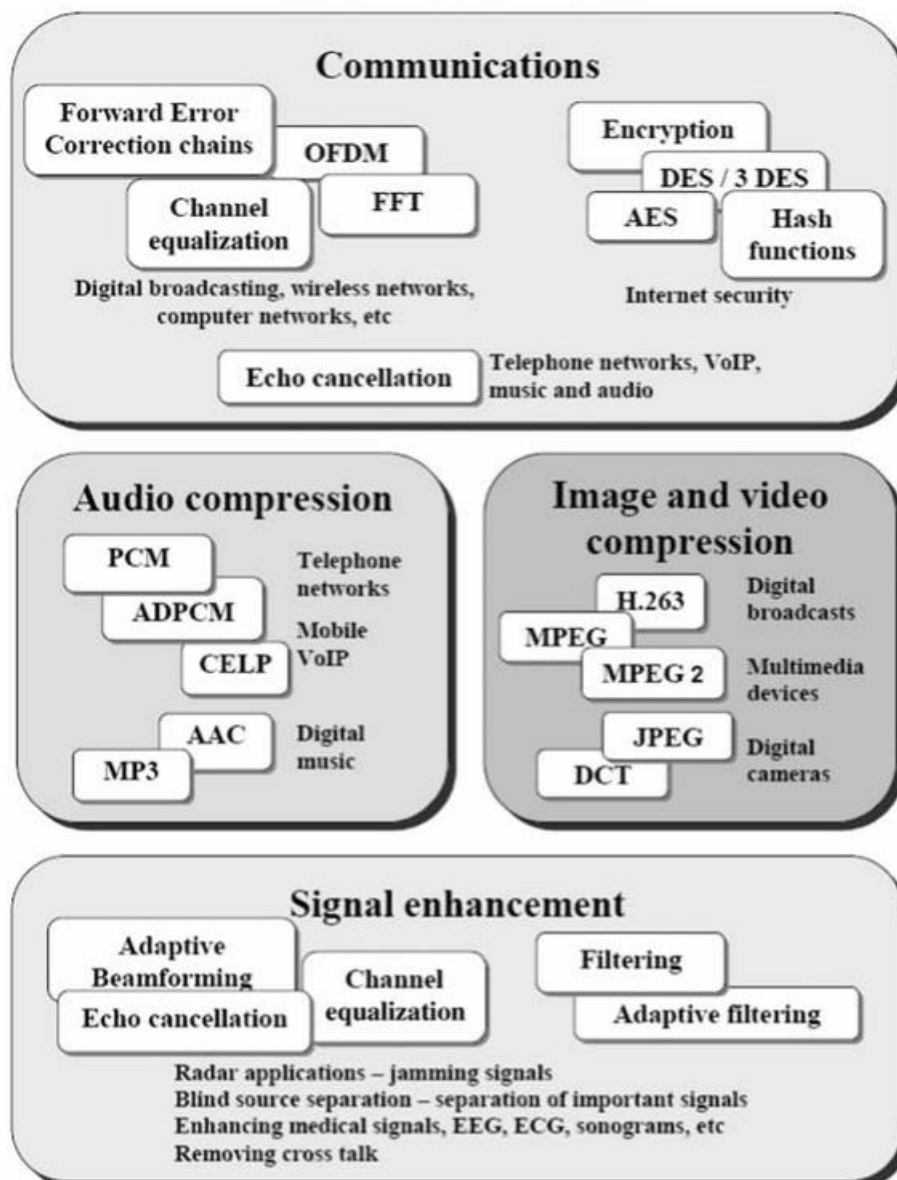 Communications
Forward Error
Correction chains
OFDM
FFT
Channel
equalization
Digital broadcasting, wireless networks,
computer networks, etc
Encryption
DES / 3 DES
AES
Hash
functions
Internet security
Echo cancellation
Telephone networks, VoIP,
music and audio
Audio compression
PCM
ADPCM
CELP
Telephone
networks
Mobile
VoIP
AAC
MP3
Digital
music
Image and video
compression
H.263
MPEG
MPEG 2
JPEG
DCT
Digital
broadcasts
Multimedia
devices
Digital
cameras
Signal enhancement
Adaptive
Beamforming
Echo cancellation
Channel
equalization
Filtering
Adaptive filtering
Radar applications – jamming signals
Blind source separation – separation of important signals
Enhancing medical signals, EEG, ECG, sonograms, etc
Removing cross talk